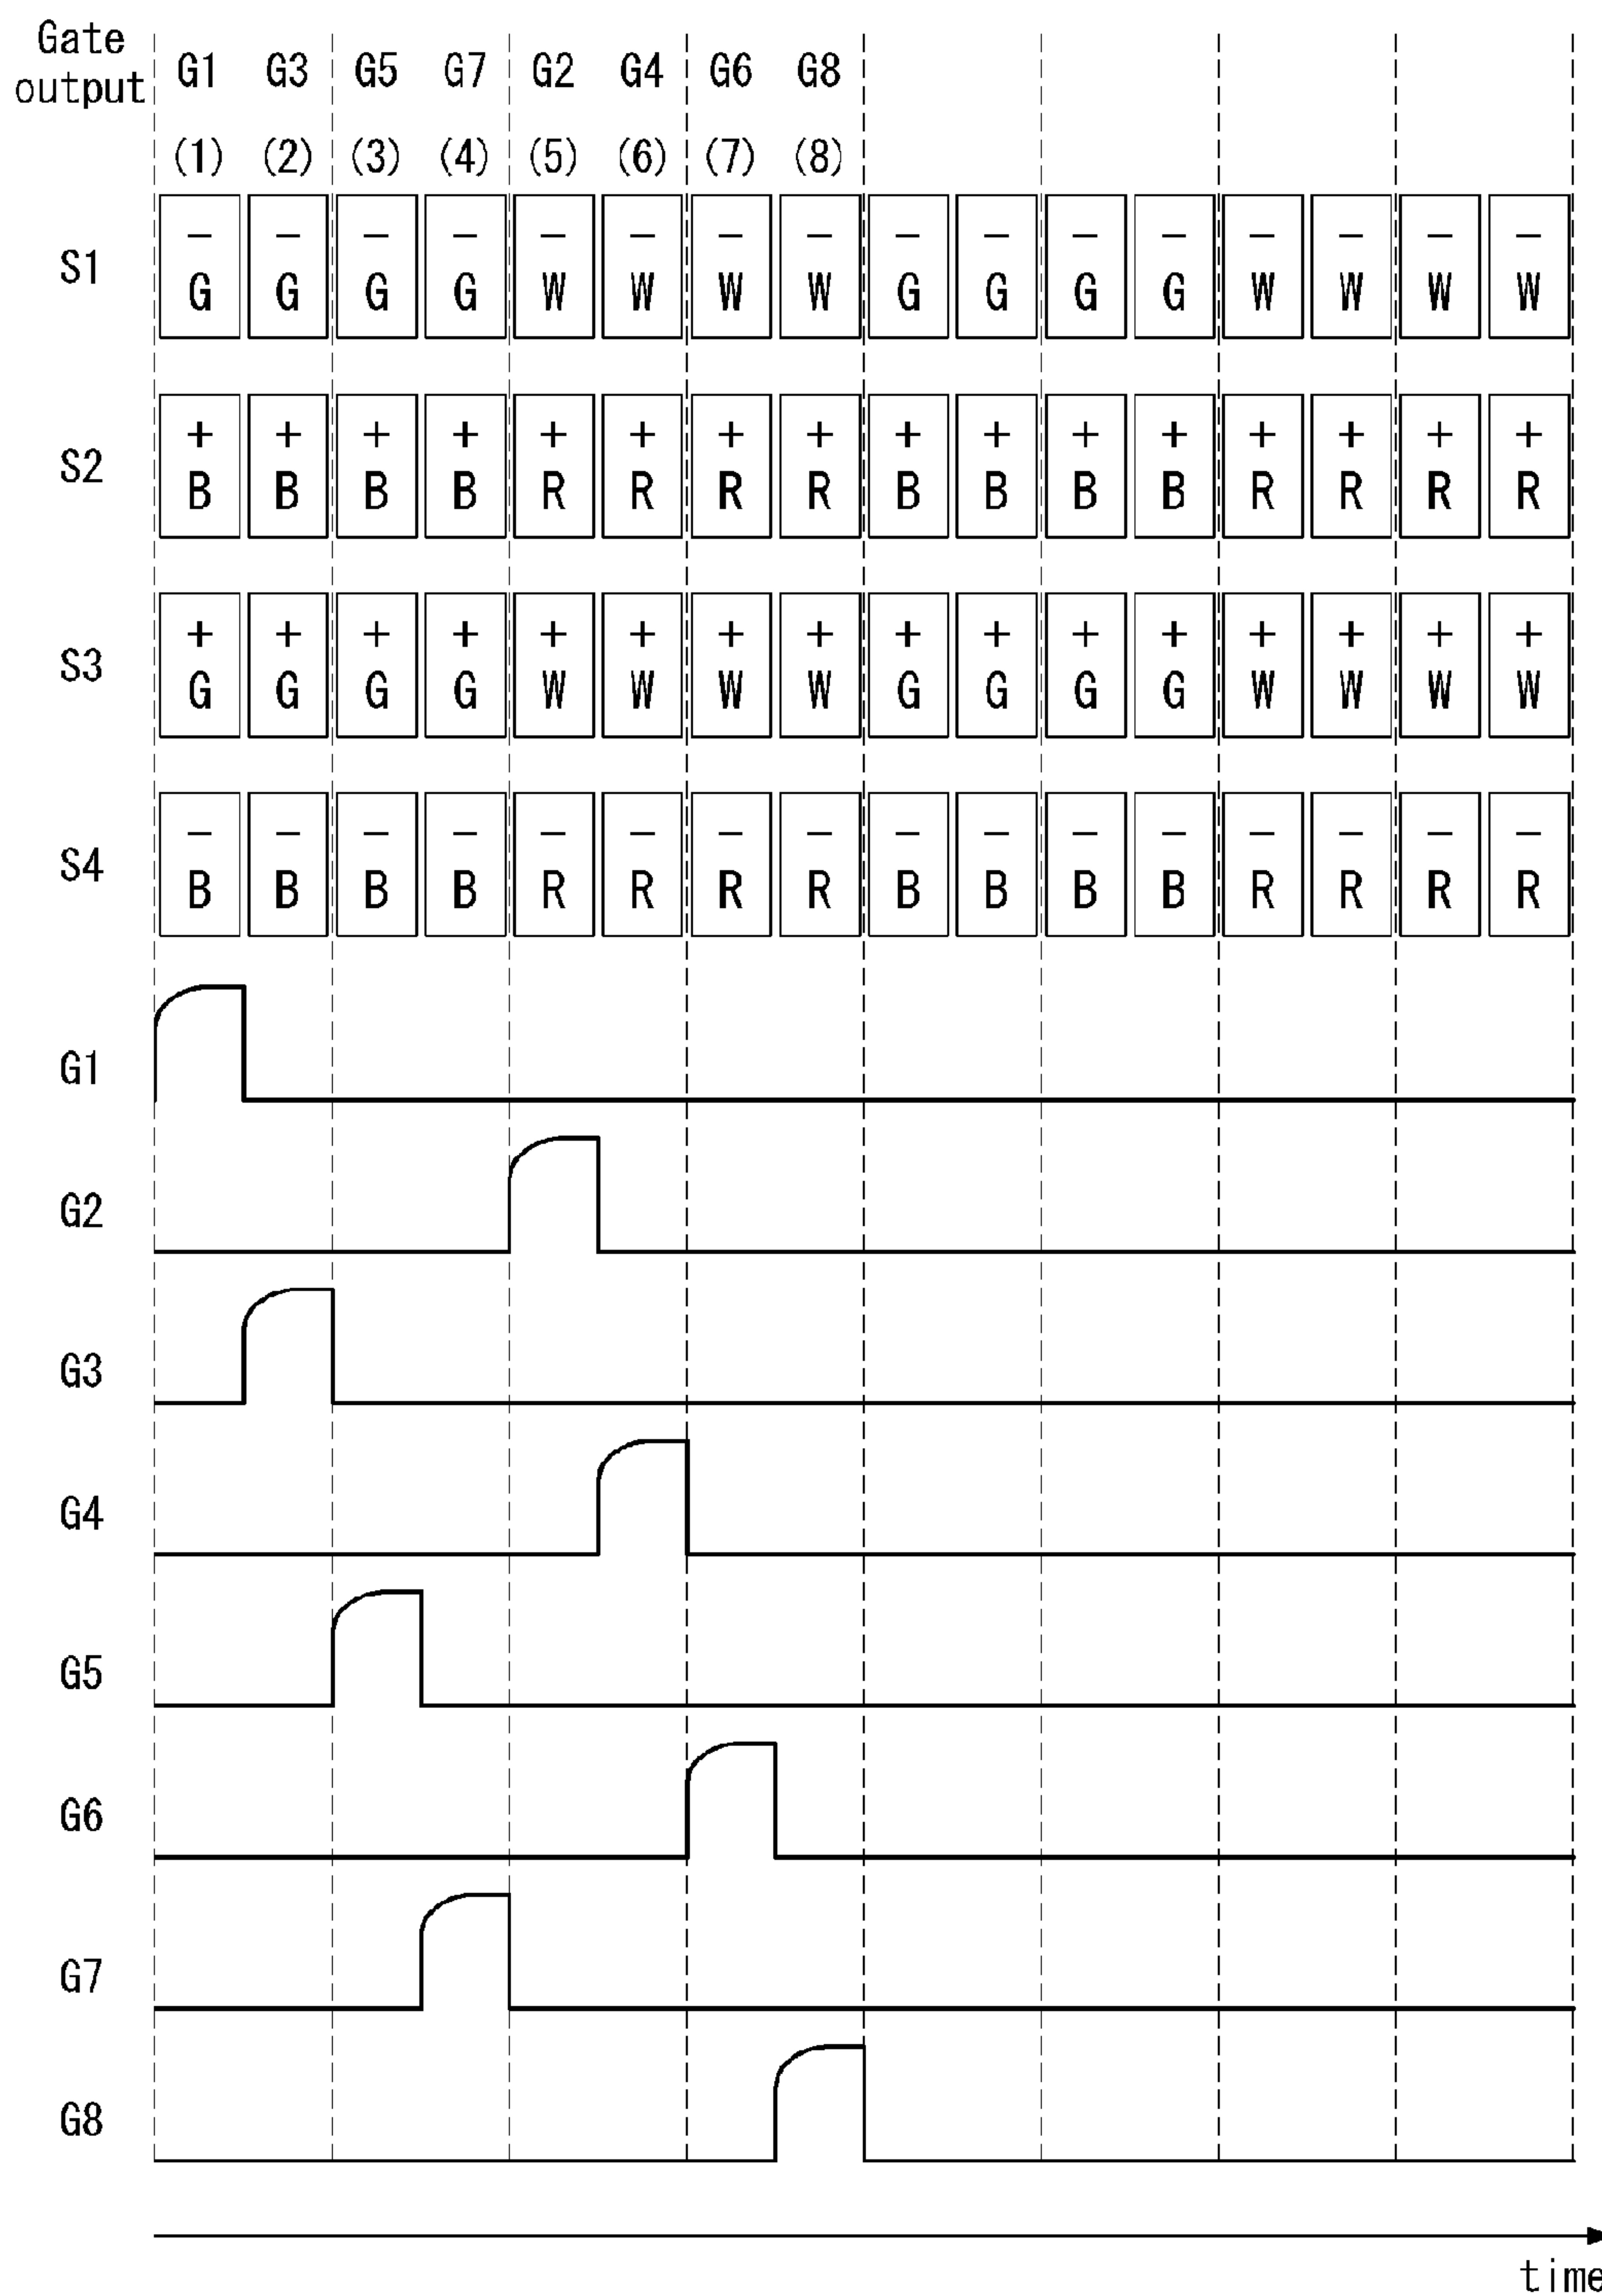 Gate output G1 G3 G5 G7 G2 G4 G6 G8
(1) (2) (3) (4) (5) (6) (7) (8)
S1
− − − − − − − − − − − − − − − −
G G G G W W W W G G G G W W W W
S2
+ + + + + + + + + + + + + + + +
B B B B R R R R B B B B R R R R
S3
+ + + + + + + + + + + + + + + +
G G G G W W W W G G G G W W W W
S4
− − − − − − − − − − − − − − − −
B B B B R R R R B B B B R R R R
G1
G2
G3
G4
G5
G6
G7
G8
time